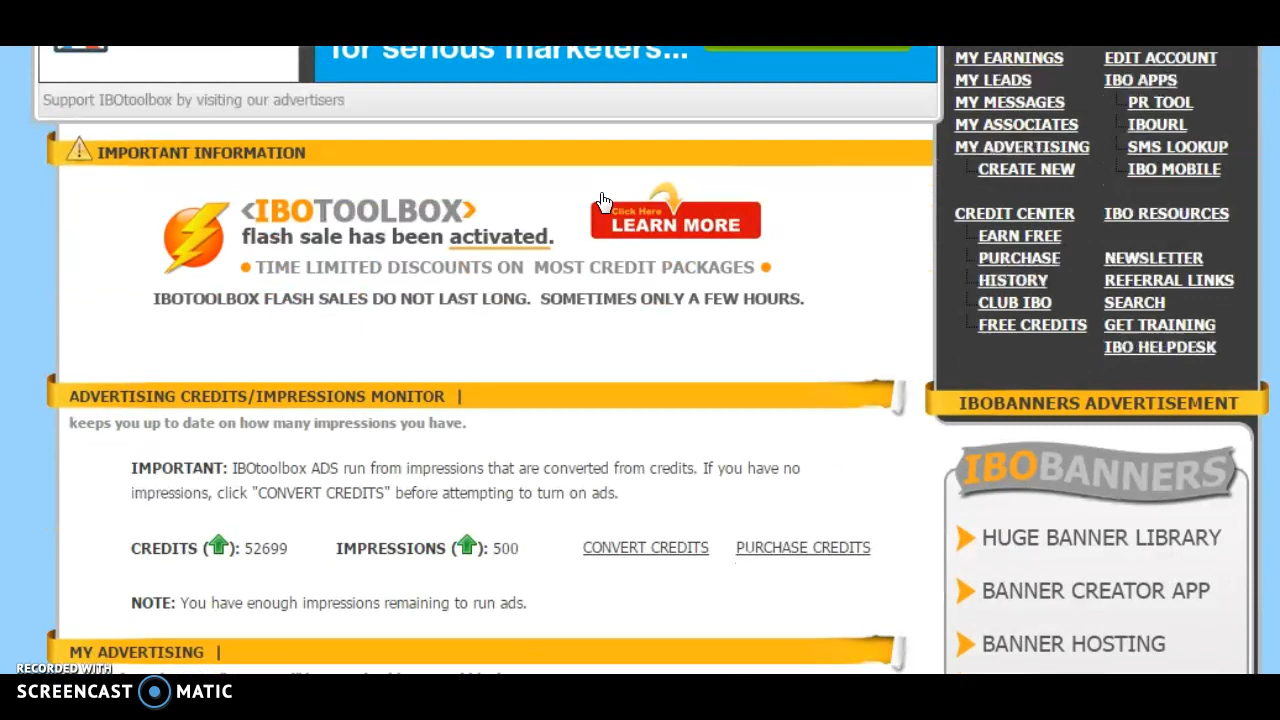 for serious marketers...
Support IBOtoolbox by visiting our advertisers
IMPORTANT INFORMATION
<IBOTOOLBOX>
flash sale has been activated.
Click Here
LEARN MORE
• TIME LIMITED DISCOUNTS ON MOST CREDIT PACKAGES •
IBOTOOLBOX FLASH SALES DO NOT LAST LONG. SOMETIMES ONLY A FEW HOURS.
ADVERTISING CREDITS/IMPRESSIONS MONITOR |
keeps you up to date on how many impressions you have.
IMPORTANT: IBOtoolbox ADS run from impressions that are converted from credits. If you have no
impressions, click "CONVERT CREDITS" before attempting to turn on ads.
CREDITS ( ): 52699 IMPRESSIONS ( ): 500 CONVERT CREDITS PURCHASE CREDITS
NOTE: You have enough impressions remaining to run ads.
MY ADVERTISING |
MY EARNINGS
MY LEADS
MY MESSAGES
MY ASSOCIATES
MY ADVERTISING
CREATE NEW
CREDIT CENTER
EARN FREE
PURCHASE
HISTORY
CLUB IBO
FREE CREDITS
EDIT ACCOUNT
IBO APPS
PR TOOL
IBOURL
SMS LOOKUP
IBO MOBILE
IBO RESOURCES
NEWSLETTER
REFERRAL LINKS
SEARCH
GET TRAINING
IBO HELPDESK
IBOBANNERS ADVERTISEMENT
IBOBANNERS
HUGE BANNER LIBRARY
BANNER CREATOR APP
BANNER HOSTING
RECORDED WITH
SCREENCAST MATIC